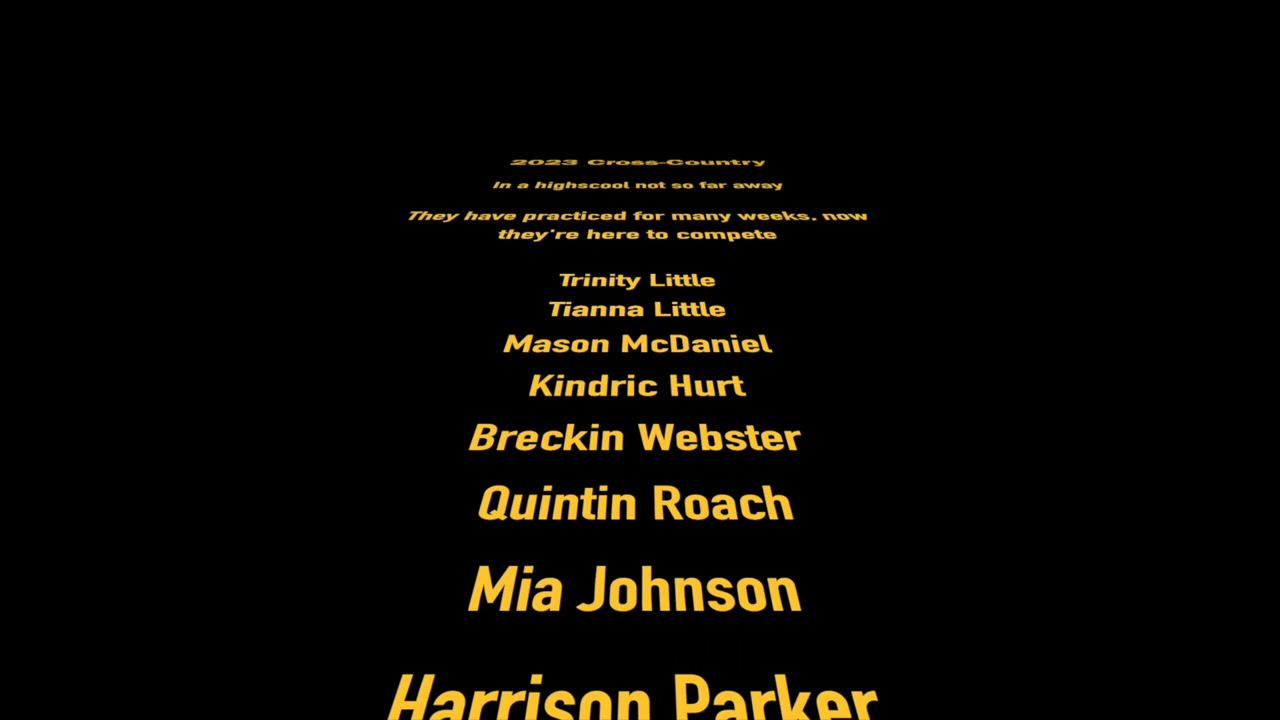 2023 Cross-Country
In a highscool not so far away
They have practiced for many weeks, now
they're here to compete
Trinity Little
Tianna Little
Mason McDaniel
Kindric Hurt
Breckin Webster
Quintin Roach
Mia Johnson
Harrison Parker